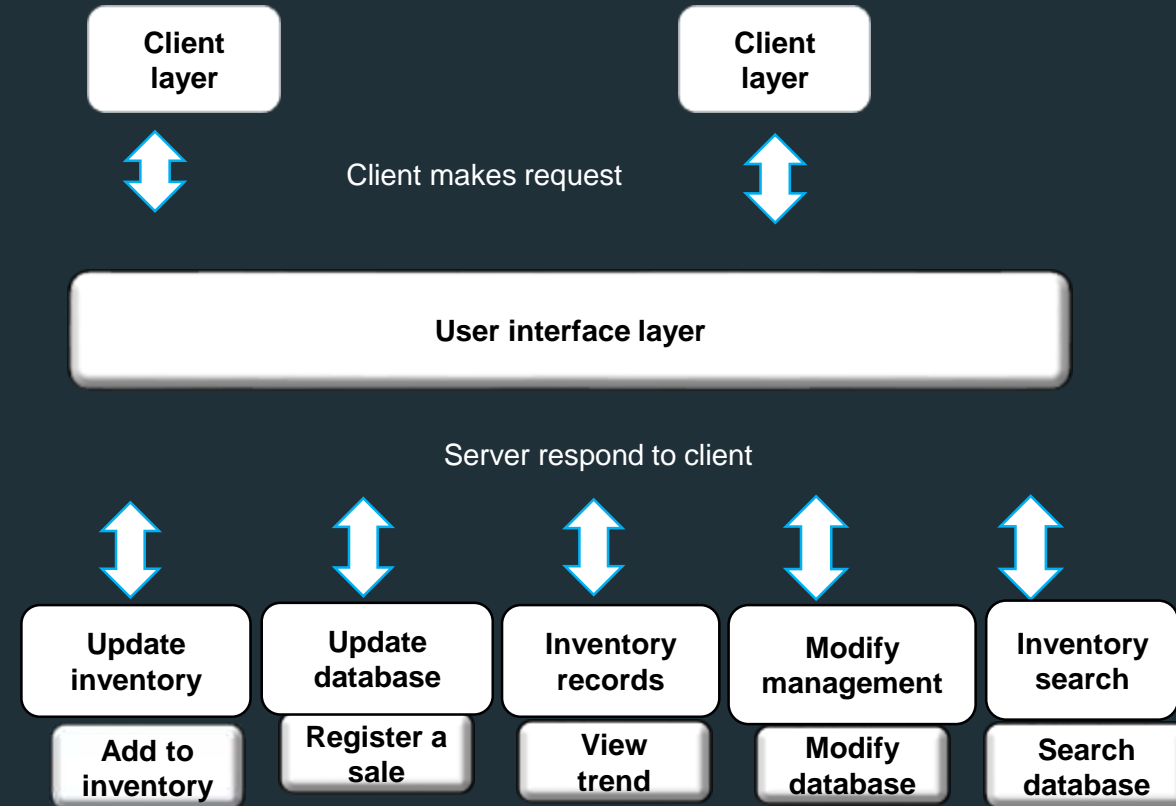 Client
layer
Client
layer
Client makes request
User interface layer
Server respond to client
Update
inventory
Update
database
Inventory
records
Modify
management
Inventory
search
Add to
inventory
Register a
sale
View
trend
Modify
database
Search
database